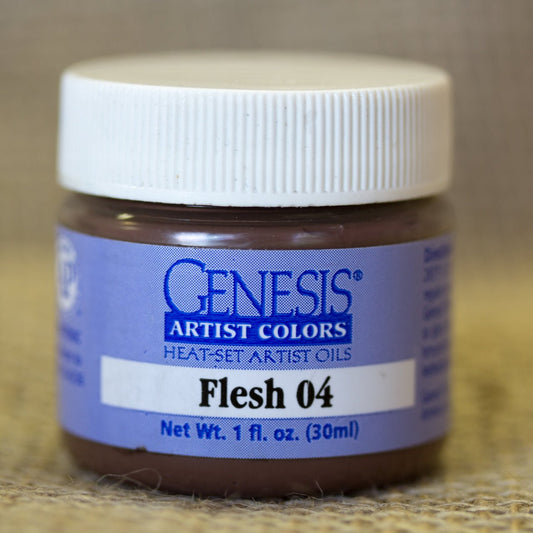 GENESIS®
ARTIST COLORS
HEAT-SET ARTIST OILS
Flesh 04
Net Wt. 1 fl. oz. (30ml)